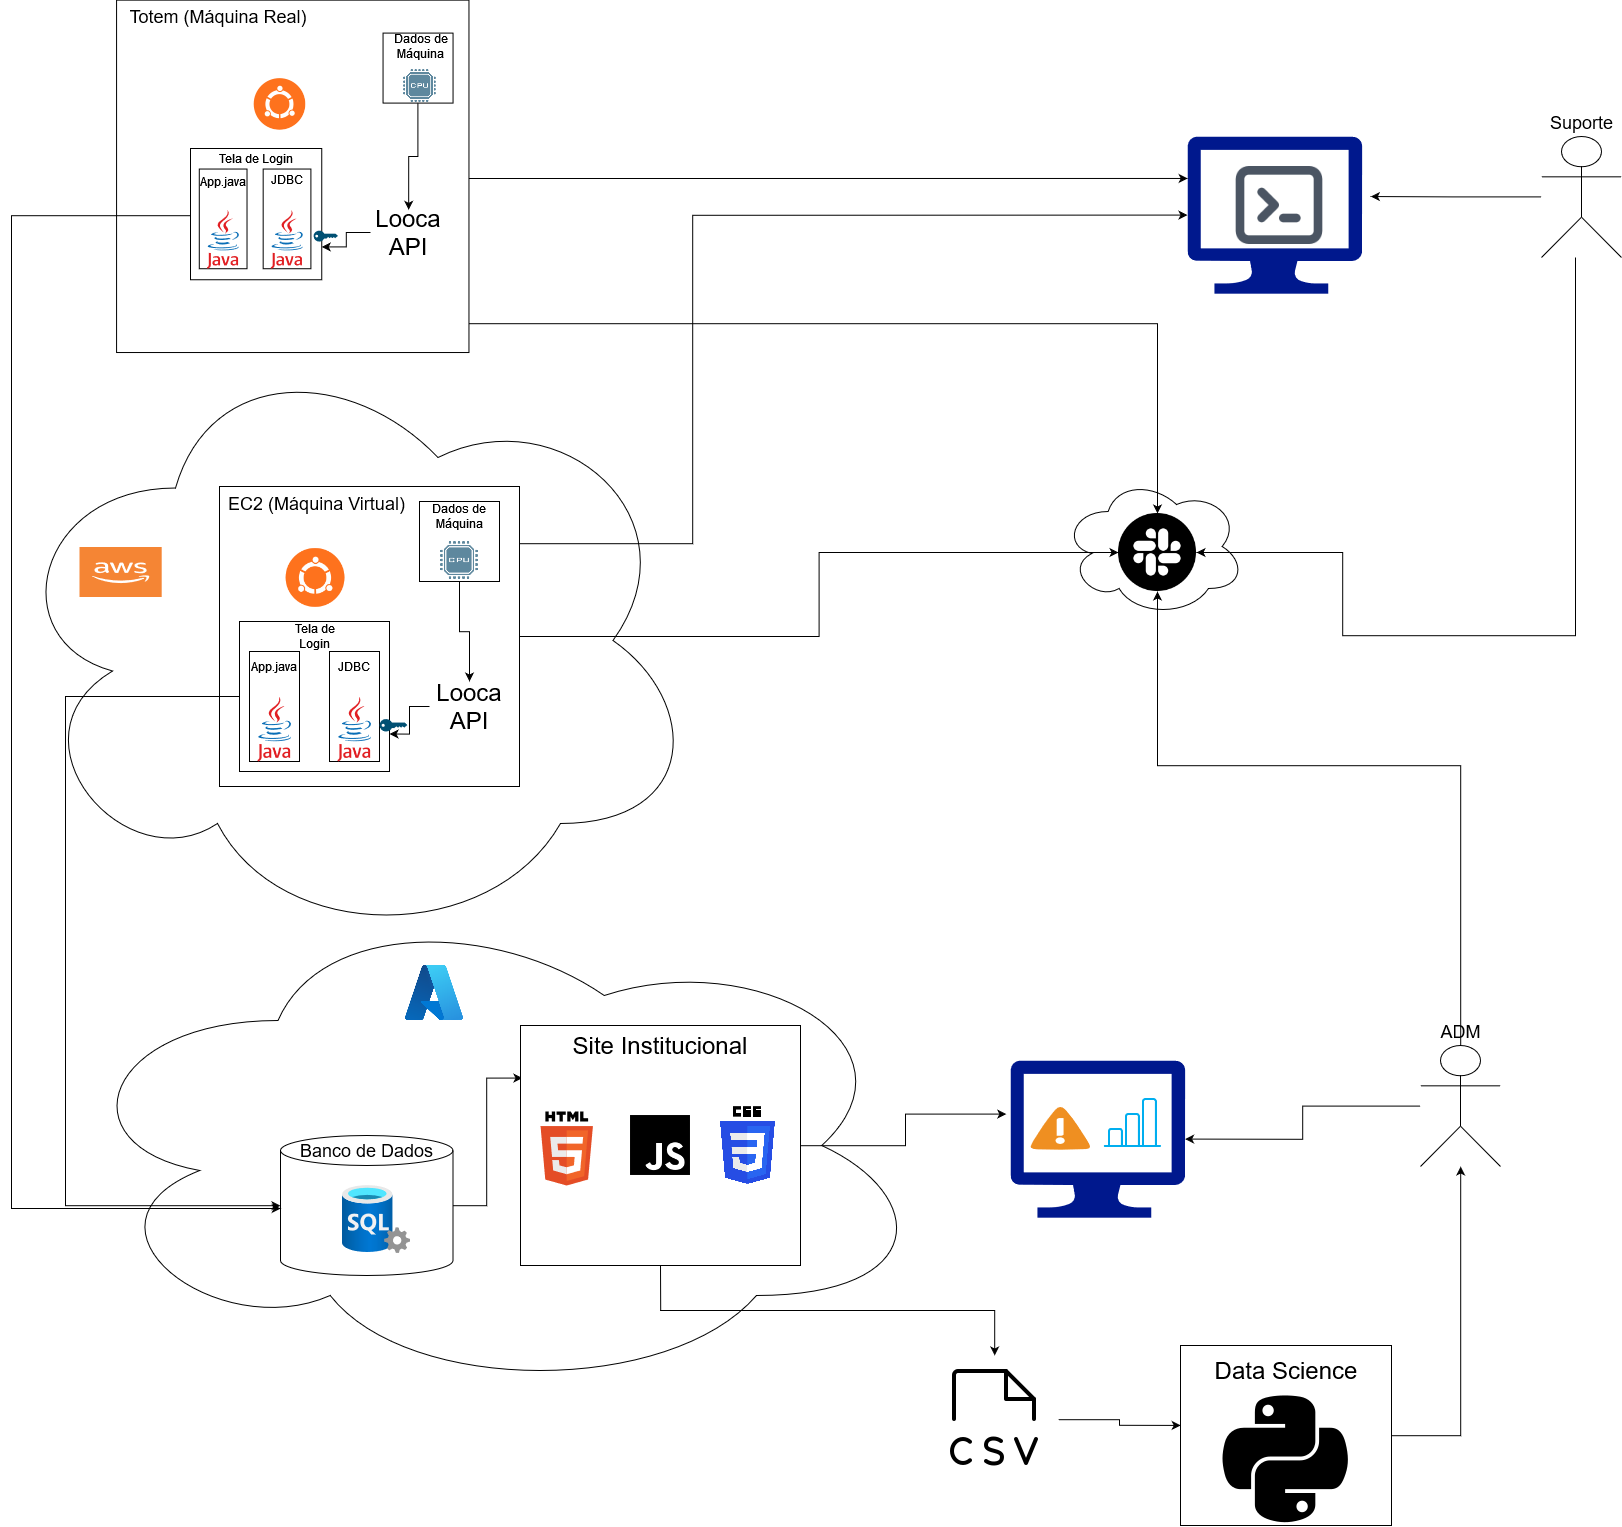 Totem (Máquina Real)
Dados de
Máquina
CPU
Tela de Login
App.java
JDBC
Java
Java
Looca
API
Suporte
EC2 (Máquina Virtual)
Dados de
Máquina
CPU
aws
Tela de
Login
App.java
JDBC
Java
Java
Looca
API
Site Institucional
HTML
5
JS
CSS
3
Banco de Dados
SQL
ADM
CSV
Data Science